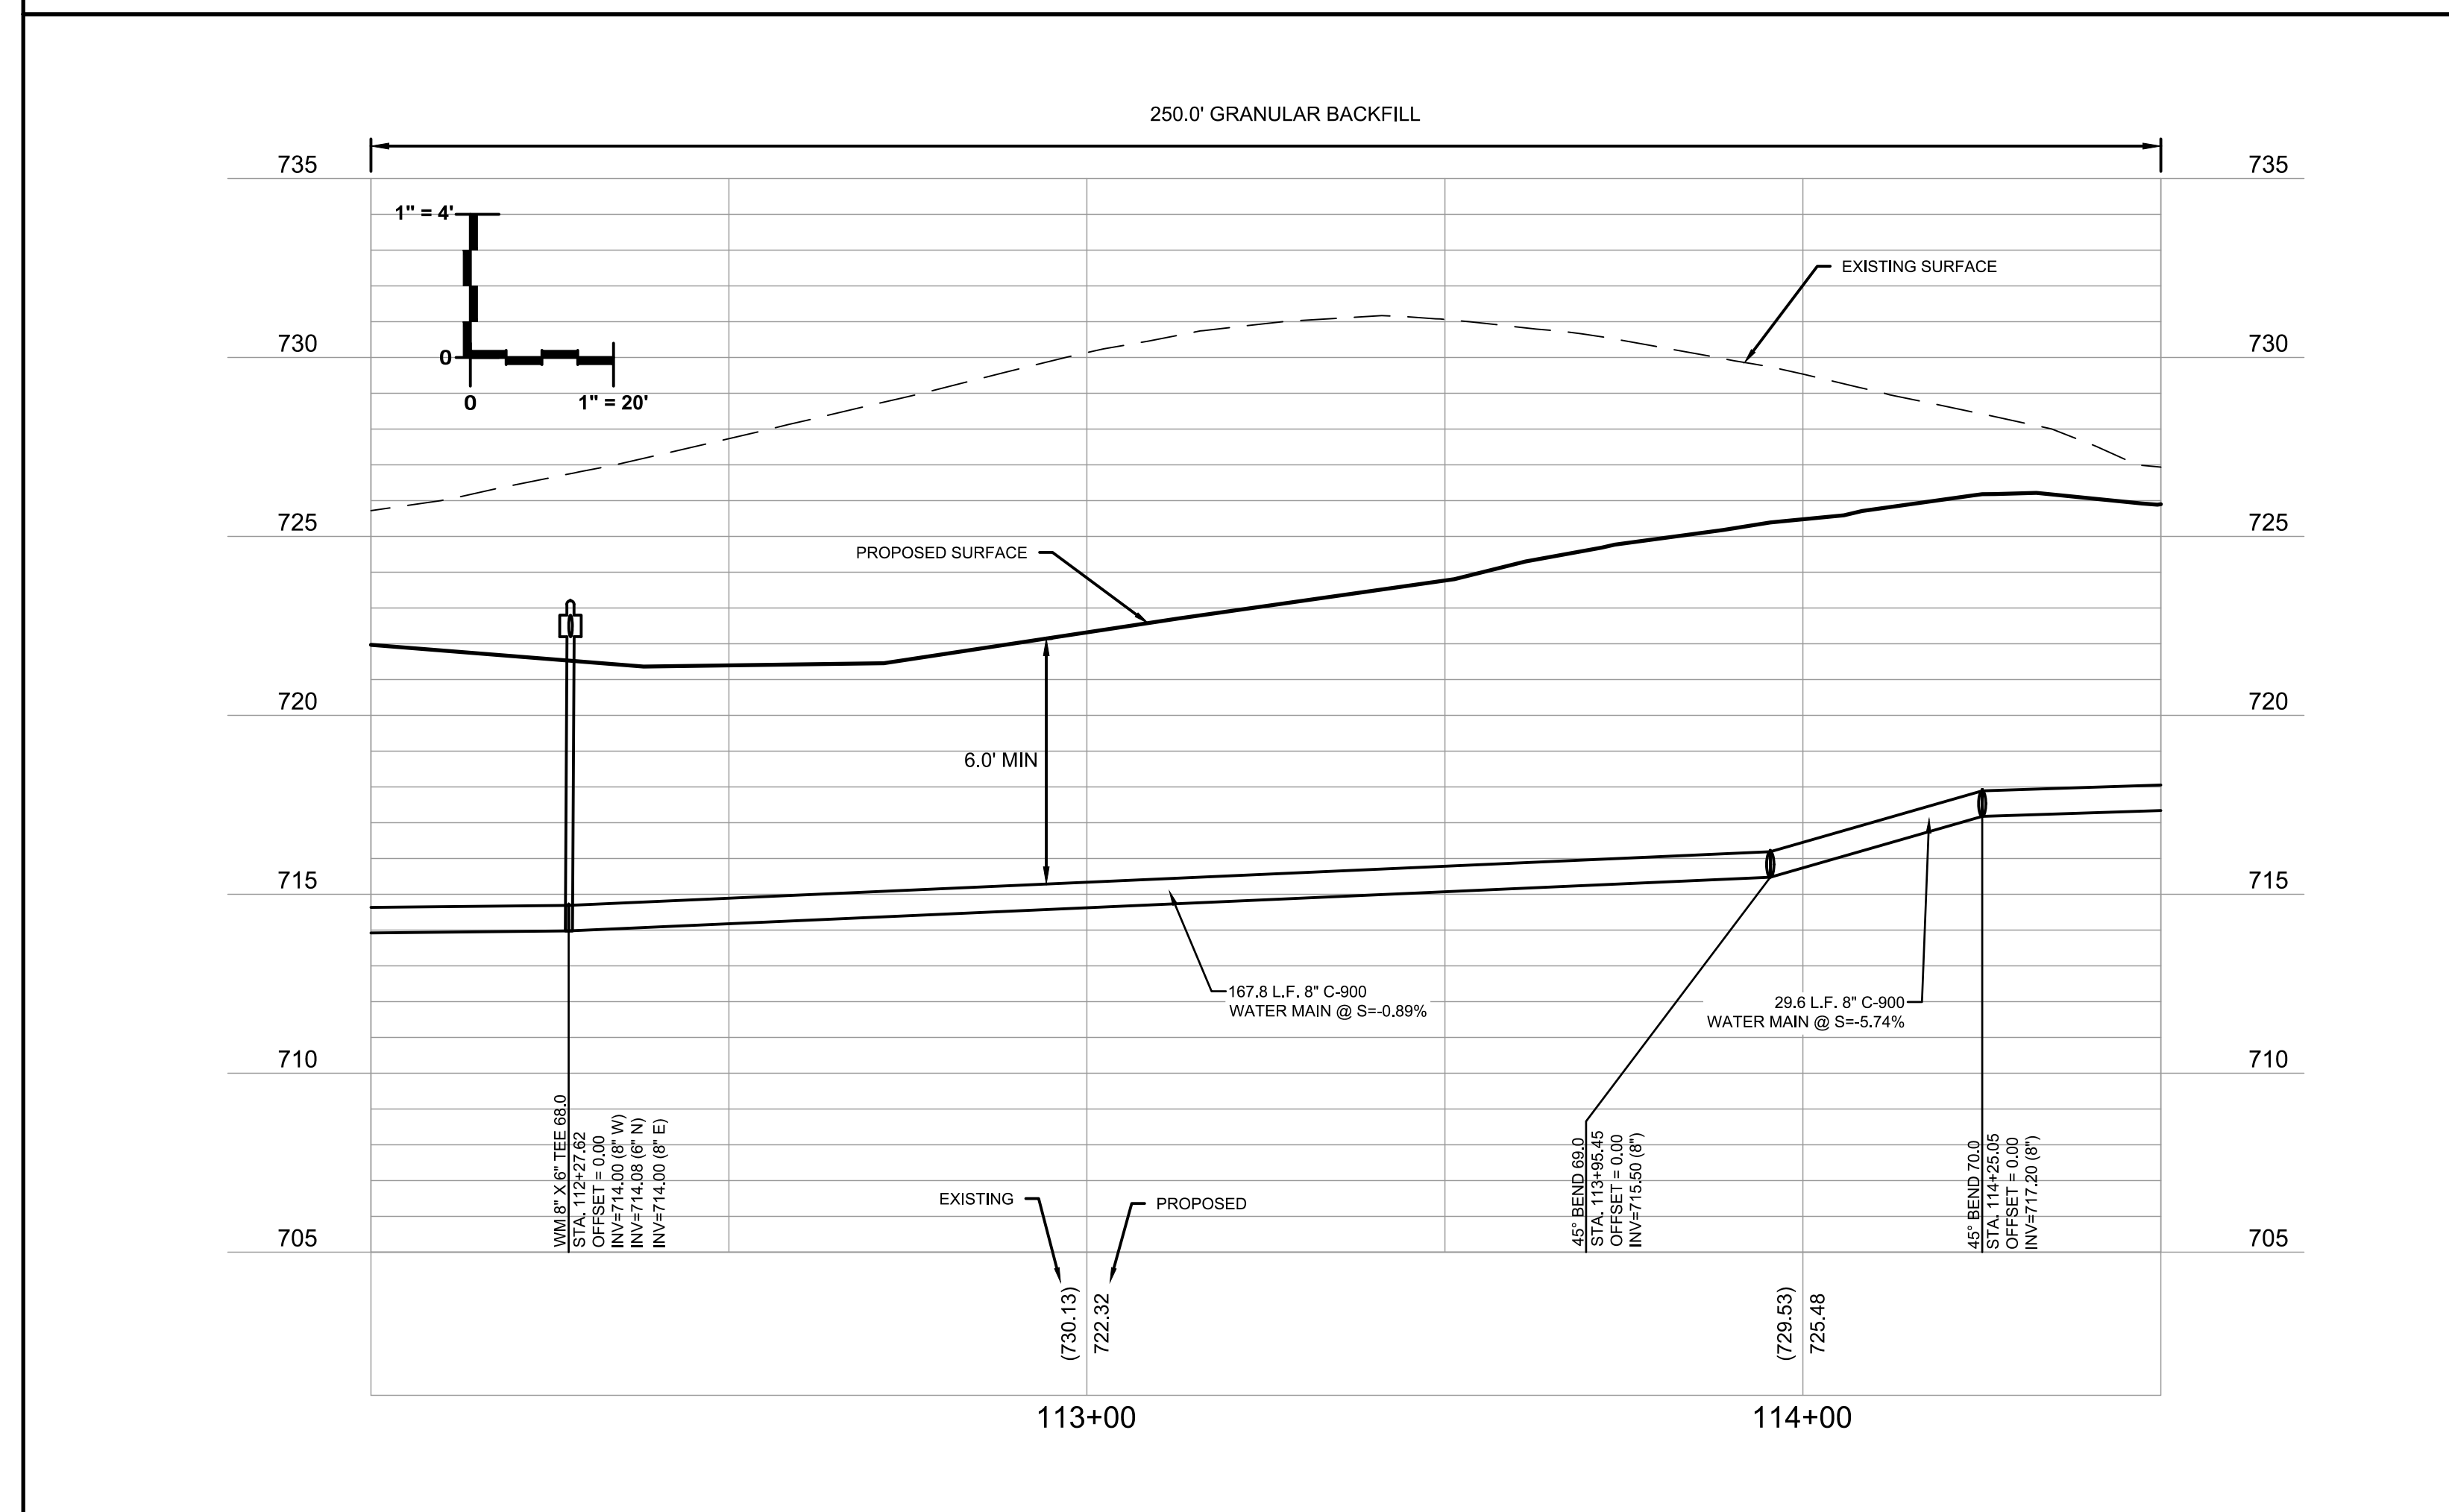 250.0' GRANULAR BACKFILL
735
735
1" = 4'
0
0
1" = 20'
EXISTING SURFACE
730
730
725
725
PROPOSED SURFACE
720
720
6.0' MIN
715
715
167.8 L.F. 8" C-900
WATER MAIN @ S=-0.89%
29.6 L.F. 8" C-900
WATER MAIN @ S=-5.74%
710
710
WM 8" X 6" TEE 68.0
STA. 112+27.62
OFFSET = 0.00
INV=714.00 (8" W)
INV=714.08 (6" N)
INV=714.00 (8" E)
45° BEND 69.0
STA. 113+95.45
OFFSET = 0.00
INV=715.50 (8")
45° BEND 70.0
STA. 114+25.05
OFFSET = 0.00
INV=717.20 (8")
EXISTING
PROPOSED
705
705
(730.13)
722.32
(729.53)
725.48
113+00
114+00